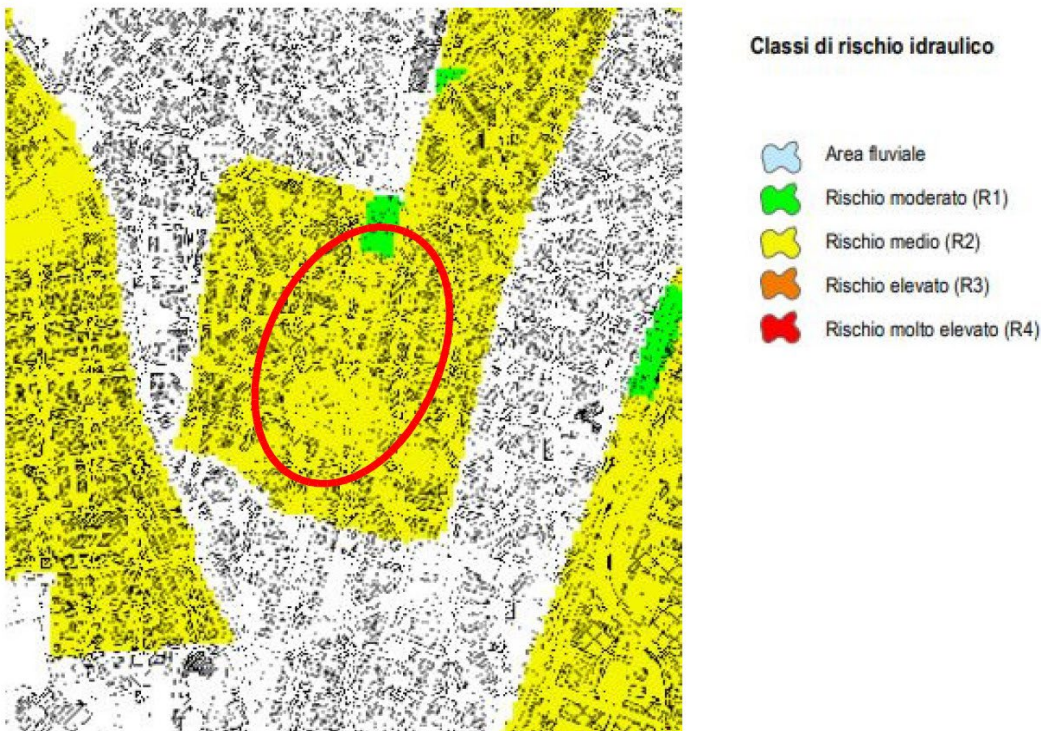 Classi di rischio idraulico
Area fluviale
Rischio moderato (R1)
Rischio medio (R2)
Rischio elevato (R3)
Rischio molto elevato (R4)